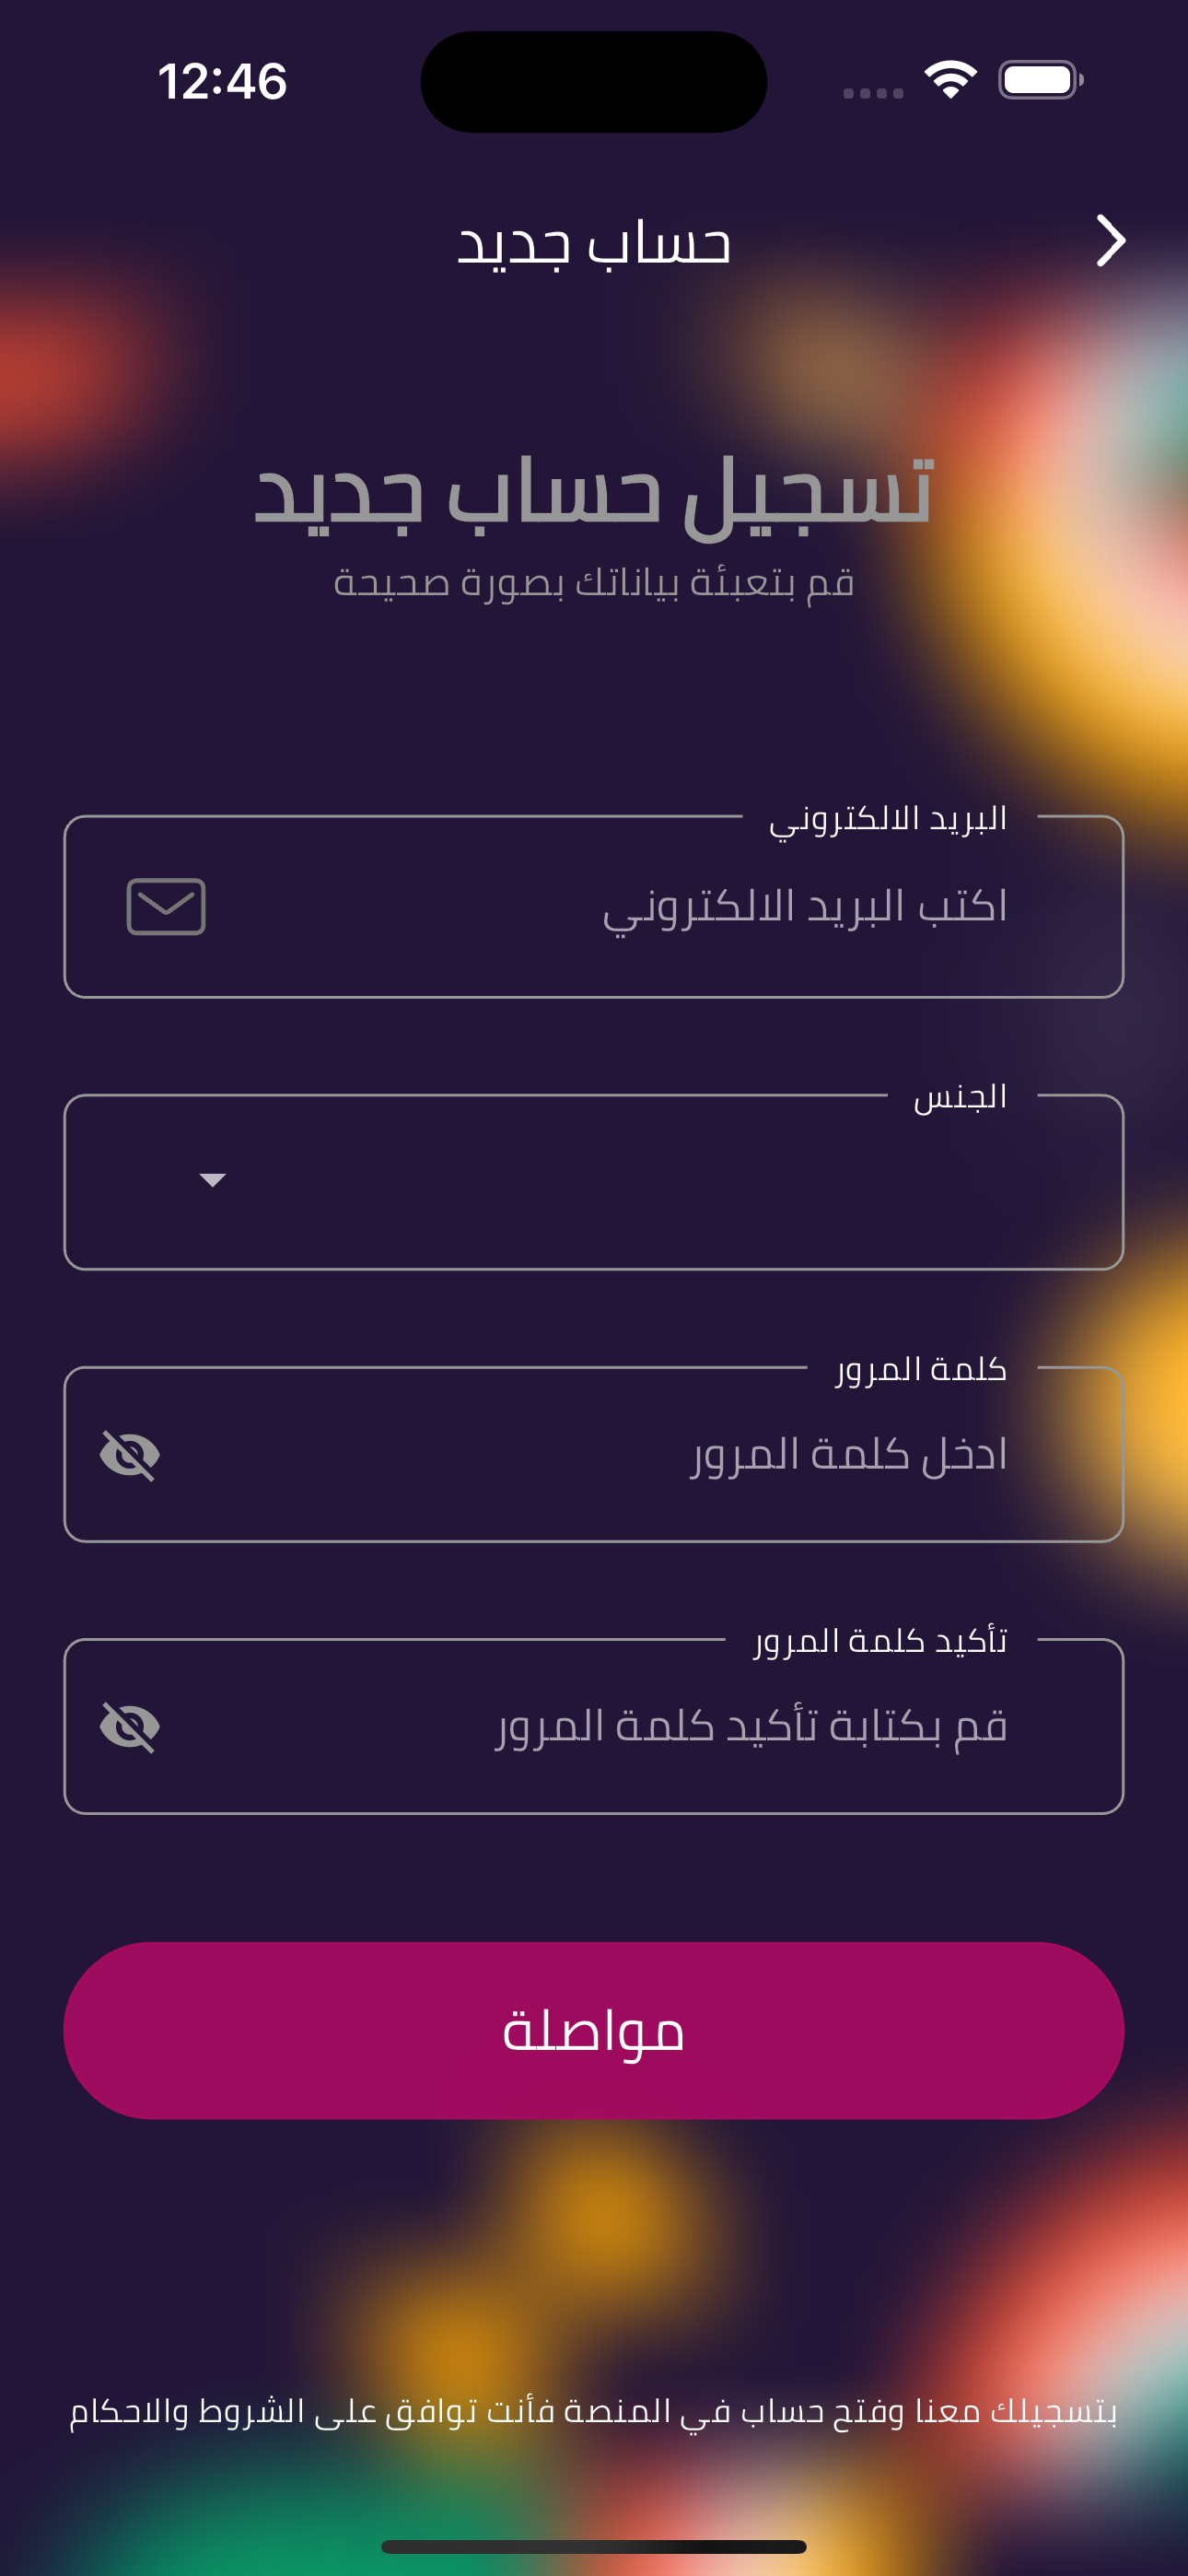 12:46
حساب جديد
تسجيل حساب جديد
قم بتعبئة بياناتك بصورة صحيحة
البريد الالكتروني
اكتب البريد الالكتروني
الجنس
كلمة المرور
ادخل كلمة المرور
تأكيد كلمة المرور
قم بكتابة تأكيد كلمة المرور
مواصلة
بتسجيلك معنا وفتح حساب في المنصة فأنت توافق على الشروط والاحكام